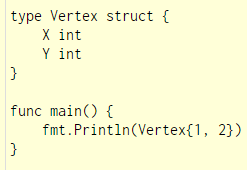 type Vertex struct {
    X int
    Y int
}

func main() {
    fmt.Println(Vertex{1, 2})
}